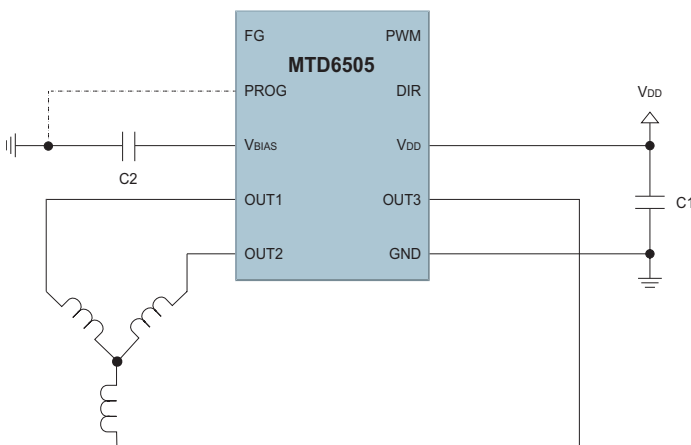 FG
PWM
MTD6505
PROG
DIR
VDD
VBIAS
VDD
C2
OUT1
OUT3
C1
OUT2
GND